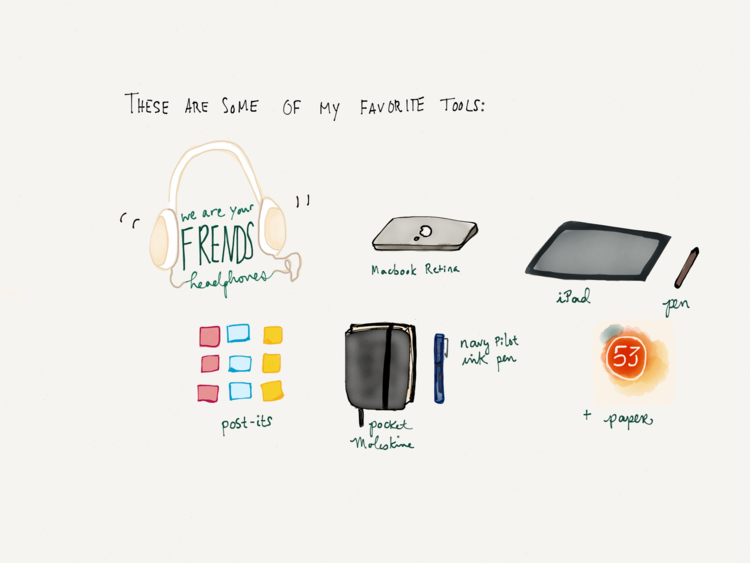 THESE ARE SOME OF MY FAVORITE TOOLS:
we are your
FRENDS
headphones
Macbook Retina
iPad
pen
post-its
pocket
Moleskine
navy Pilot
ink pen
53
+ paper